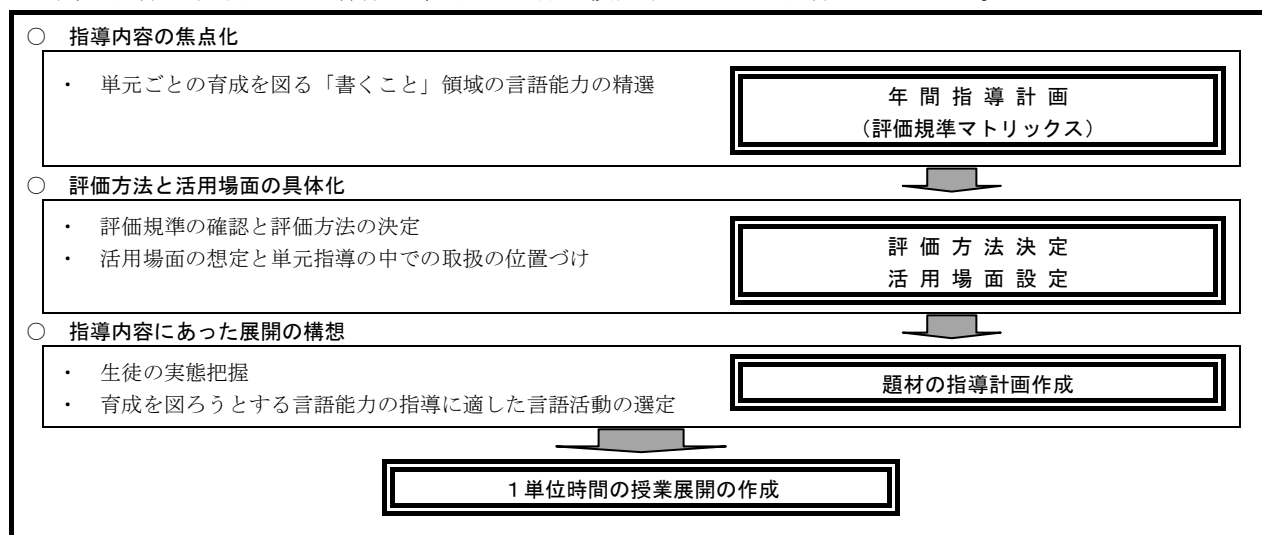 ○ 指導内容の焦点化
・ 単元ごとの育成を図る「書くこと」領域の言語能力の精選
年間指導計画
（評価規準マトリックス）
○ 評価方法と活用場面の具体化
・ 評価規準の確認と評価方法の決定
・ 活用場面の想定と単元指導の中での取扱の位置づけ
評価方法決定
活用場面設定
○ 指導内容にあった展開の構想
・ 生徒の実態把握
・ 育成を図ろうとする言語能力の指導に適した言語活動の選定
題材の指導計画作成
１単位時間の授業展開の作成